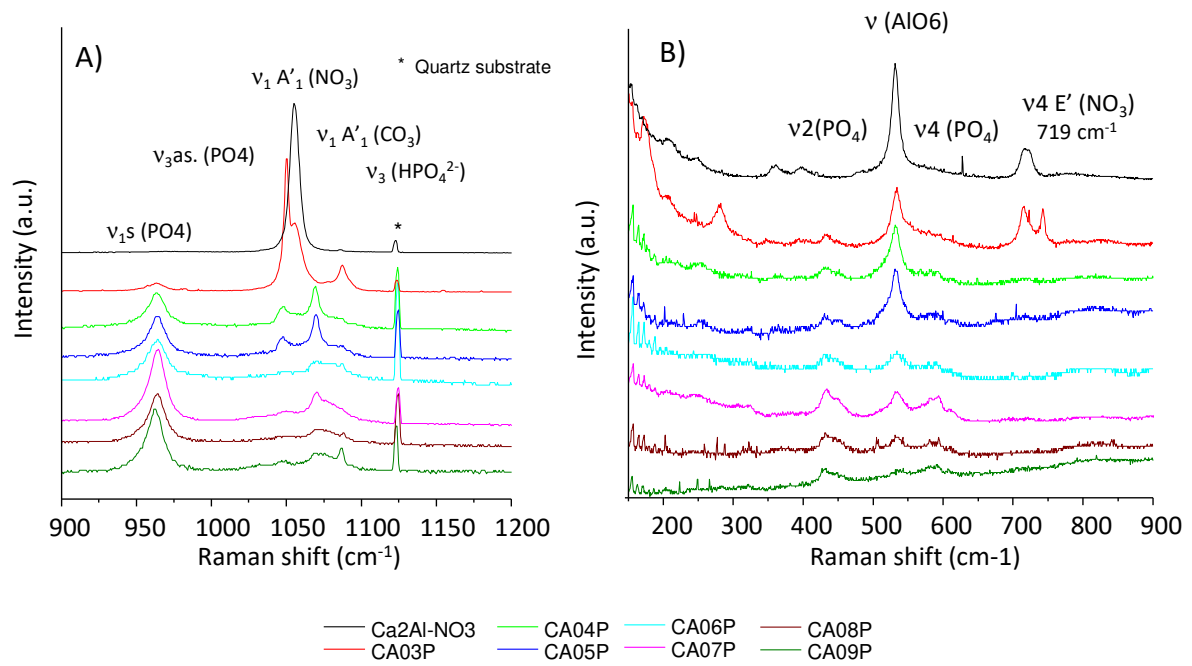 A)
* Quartz substrate
ν₁ A’₁ (NO₃)
ν₁ A’₁ (CO₃)
ν₃as. (PO4)
ν₃ (HPO₄²⁻)
*
ν₁s (PO4)
Intensity (a.u.)
900 950 1000 1050 1100 1150 1200
Raman shift (cm⁻¹)
ν (AlO6)
B)
ν4 E’ (NO₃)
719 cm⁻¹
ν2(PO₄)
ν4 (PO₄)
Intensity (a.u.)
200 300 400 500 600 700 800 900
Raman shift (cm-1)
Ca2Al-NO3 CA04P CA06P CA08P
CA03P CA05P CA07P CA09P